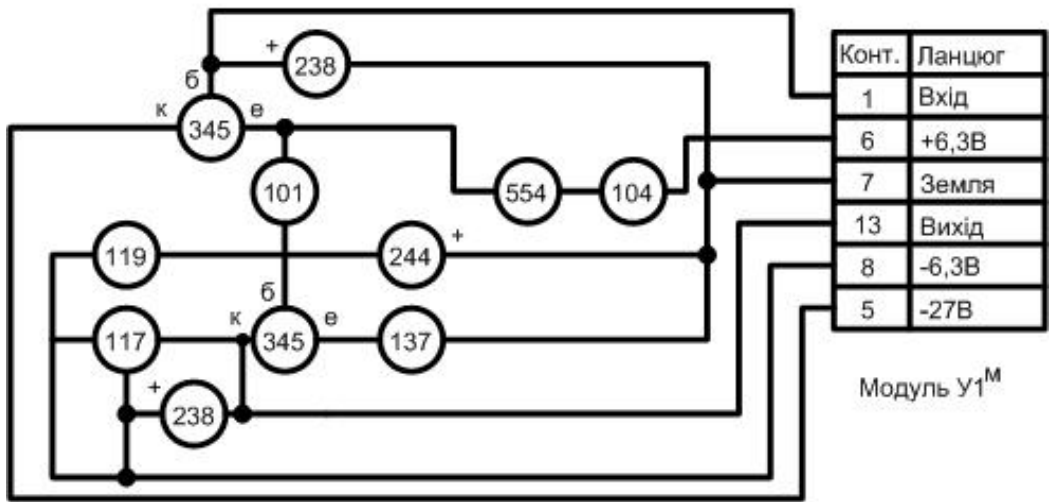 +
238
б
к
е
345
101
554
104
119
244
+
б
к
е
117
345
137
+
238
Конт. Ланцюг
1 Вхід
6 +6,3В
7 Земля
13 Вихід
8 -6,3В
5 -27В
Модуль У1М